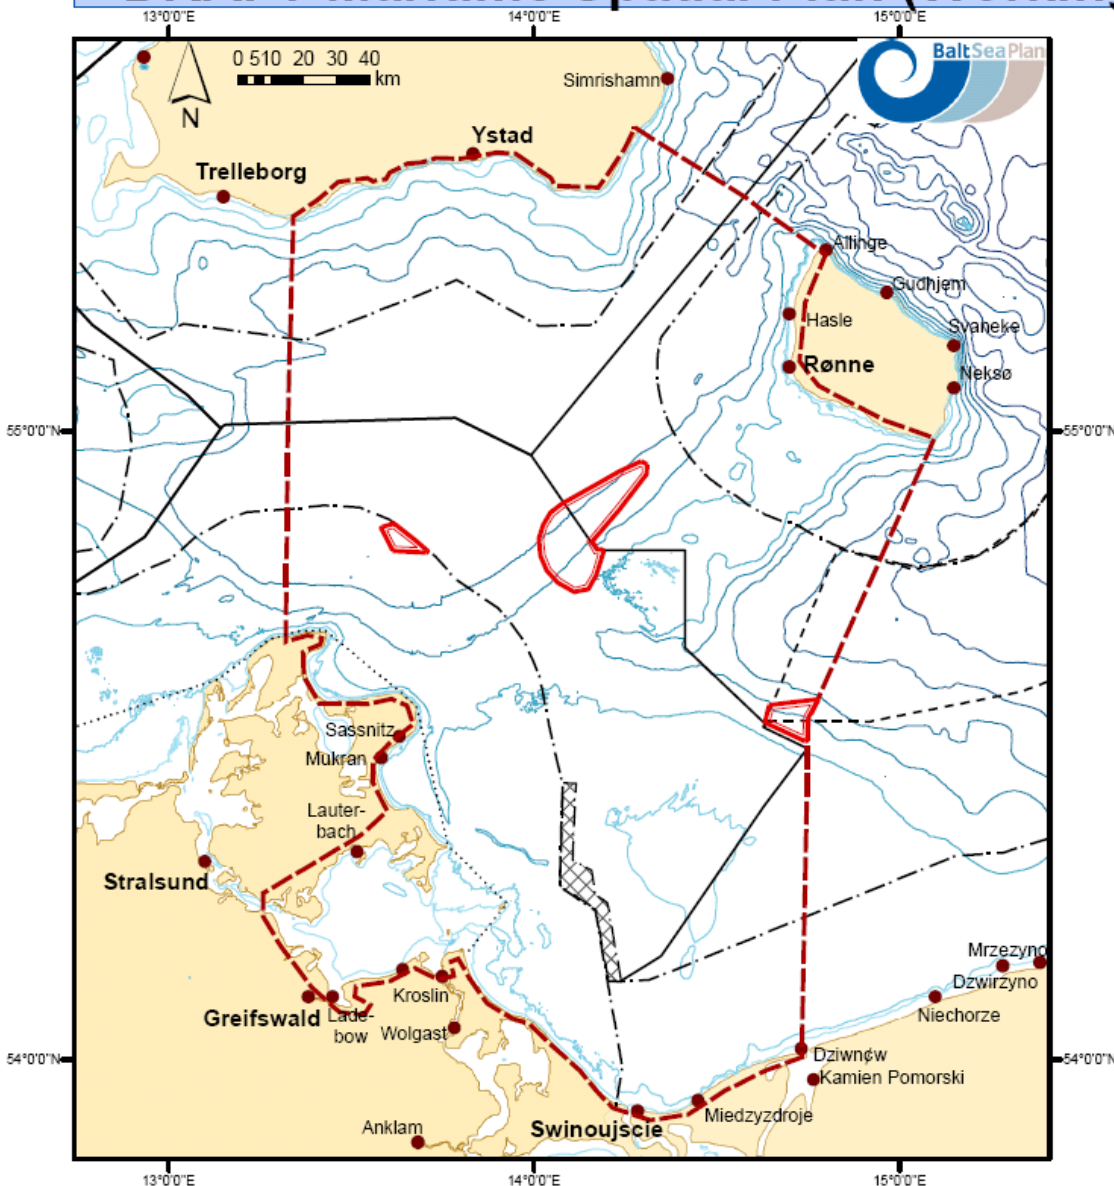 13°0'0"E 14°0'0"E 15°0'0"E
0 510 20 30 40
km
N
BaltSeaPlan
Simrishamn
Ystad
Trelleborg
Allinge
Gudhjem
Hasle
Svaneke
Rønne
Neksø
55°0'0"N 55°0'0"N
Sassnitz
Mukran
Lauter-
bach
Stralsund
Mrzezyno
Dzwirzyno
Kroslin
Niechorze
Greifswald
Lade-
bow
Wolgast
54°0'0"N 54°0'0"N
Dziwn¢w
Kamien Pomorski
Miedzyzdroje
Anklam
Swinoujscie
13°0'0"E 14°0'0"E 15°0'0"E